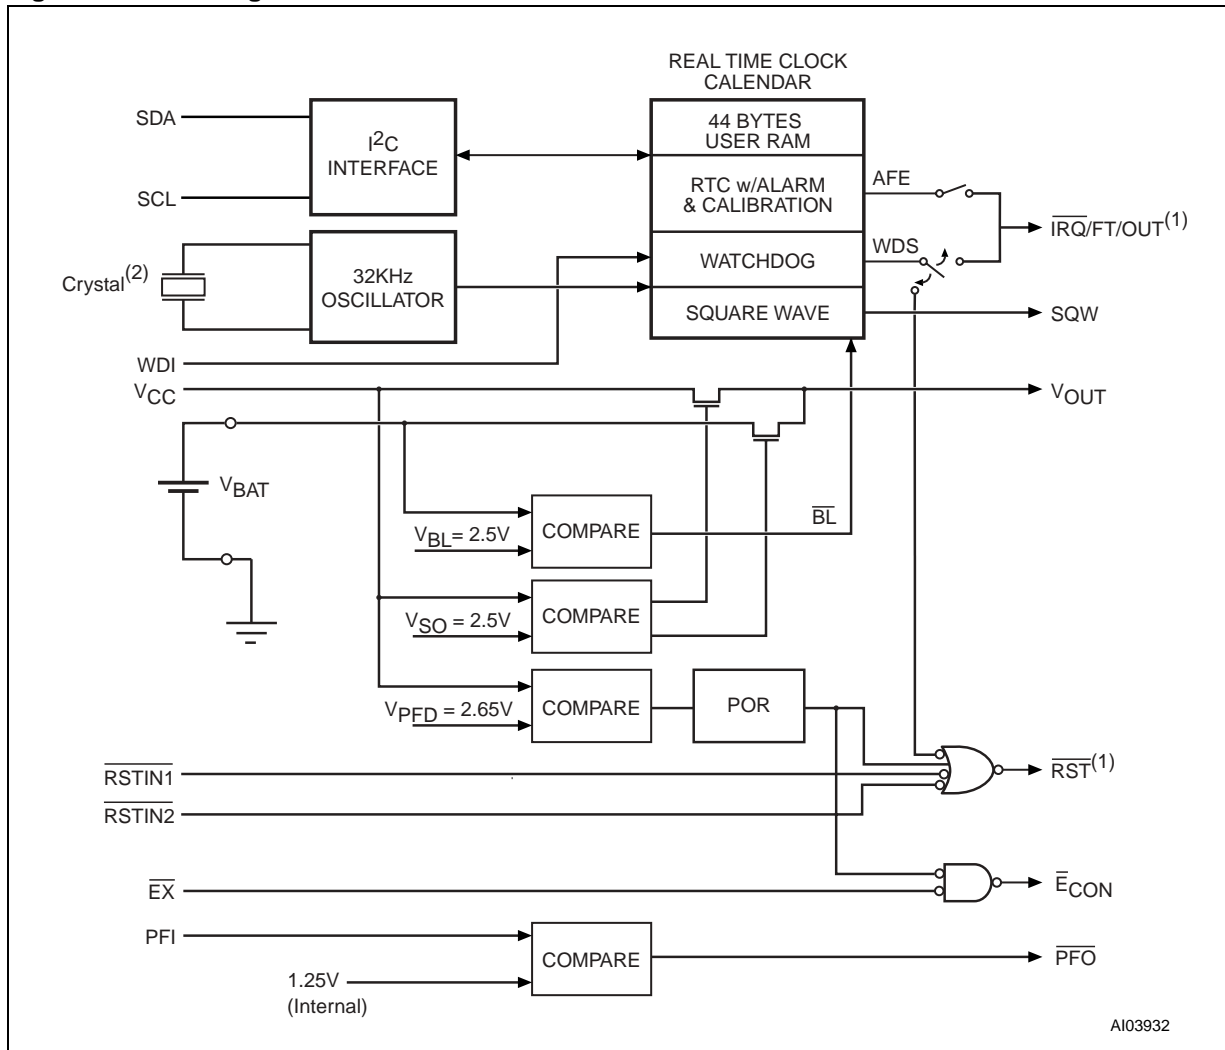 REAL TIME CLOCK
CALENDAR
SDA
I2C
INTERFACE
44 BYTES
USER RAM
SCL
RTC w/ALARM
& CALIBRATION
AFE
IRQ/FT/OUT(1)
Crystal(2)
32KHz
OSCILLATOR
WATCHDOG
WDS
SQUARE WAVE
SQW
WDI
VCC
VOUT
VBAT
VBL = 2.5V
COMPARE
BL
VSO = 2.5V
COMPARE
VPFD = 2.65V
COMPARE
POR
RSTIN1
RST(1)
RSTIN2
EX
ECON
PFI
COMPARE
PFO
1.25V
(Internal)
AI03932